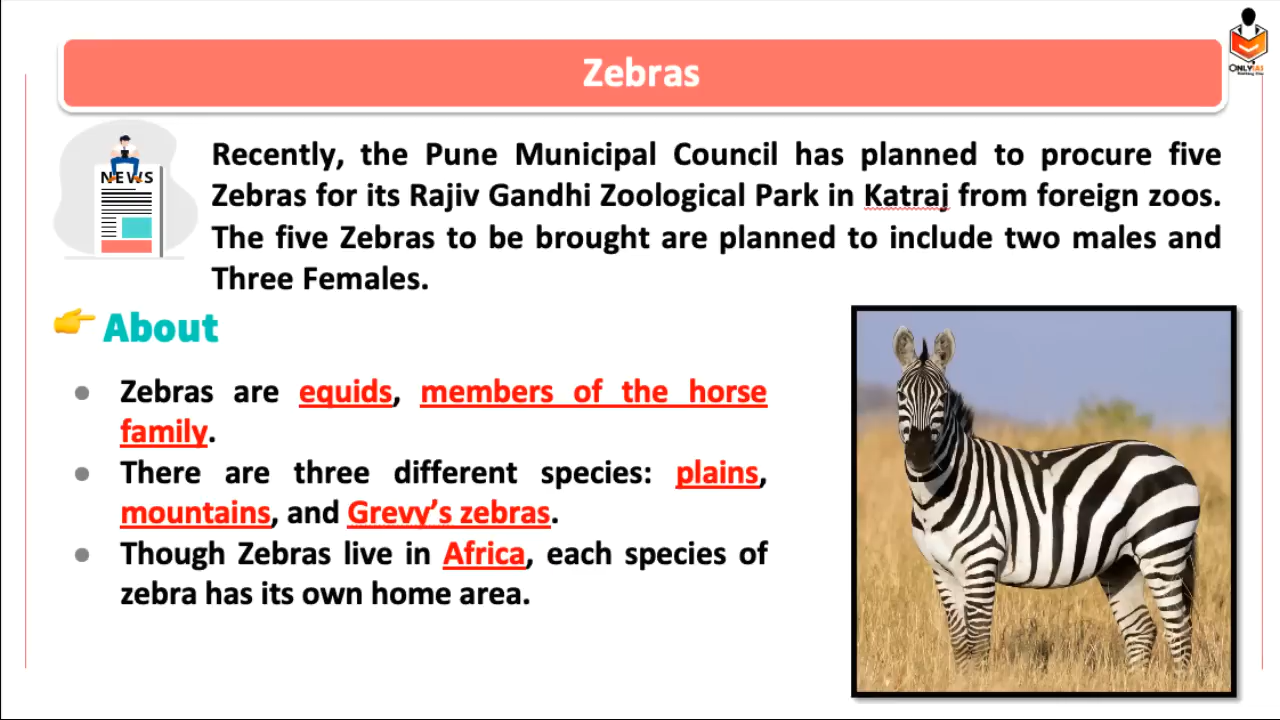 Zebras
ONLYIAS
NEWS
Recently, the Pune Municipal Council has planned to procure five
Zebras for its Rajiv Gandhi Zoological Park in Katraj from foreign zoos.
The five Zebras to be brought are planned to include two males and
Three Females.
About
Zebras are equids, members of the horse
family.
There are three different species: plains,
mountains, and Grevy's zebras.
Though Zebras live in Africa, each species of
zebra has its own home area.